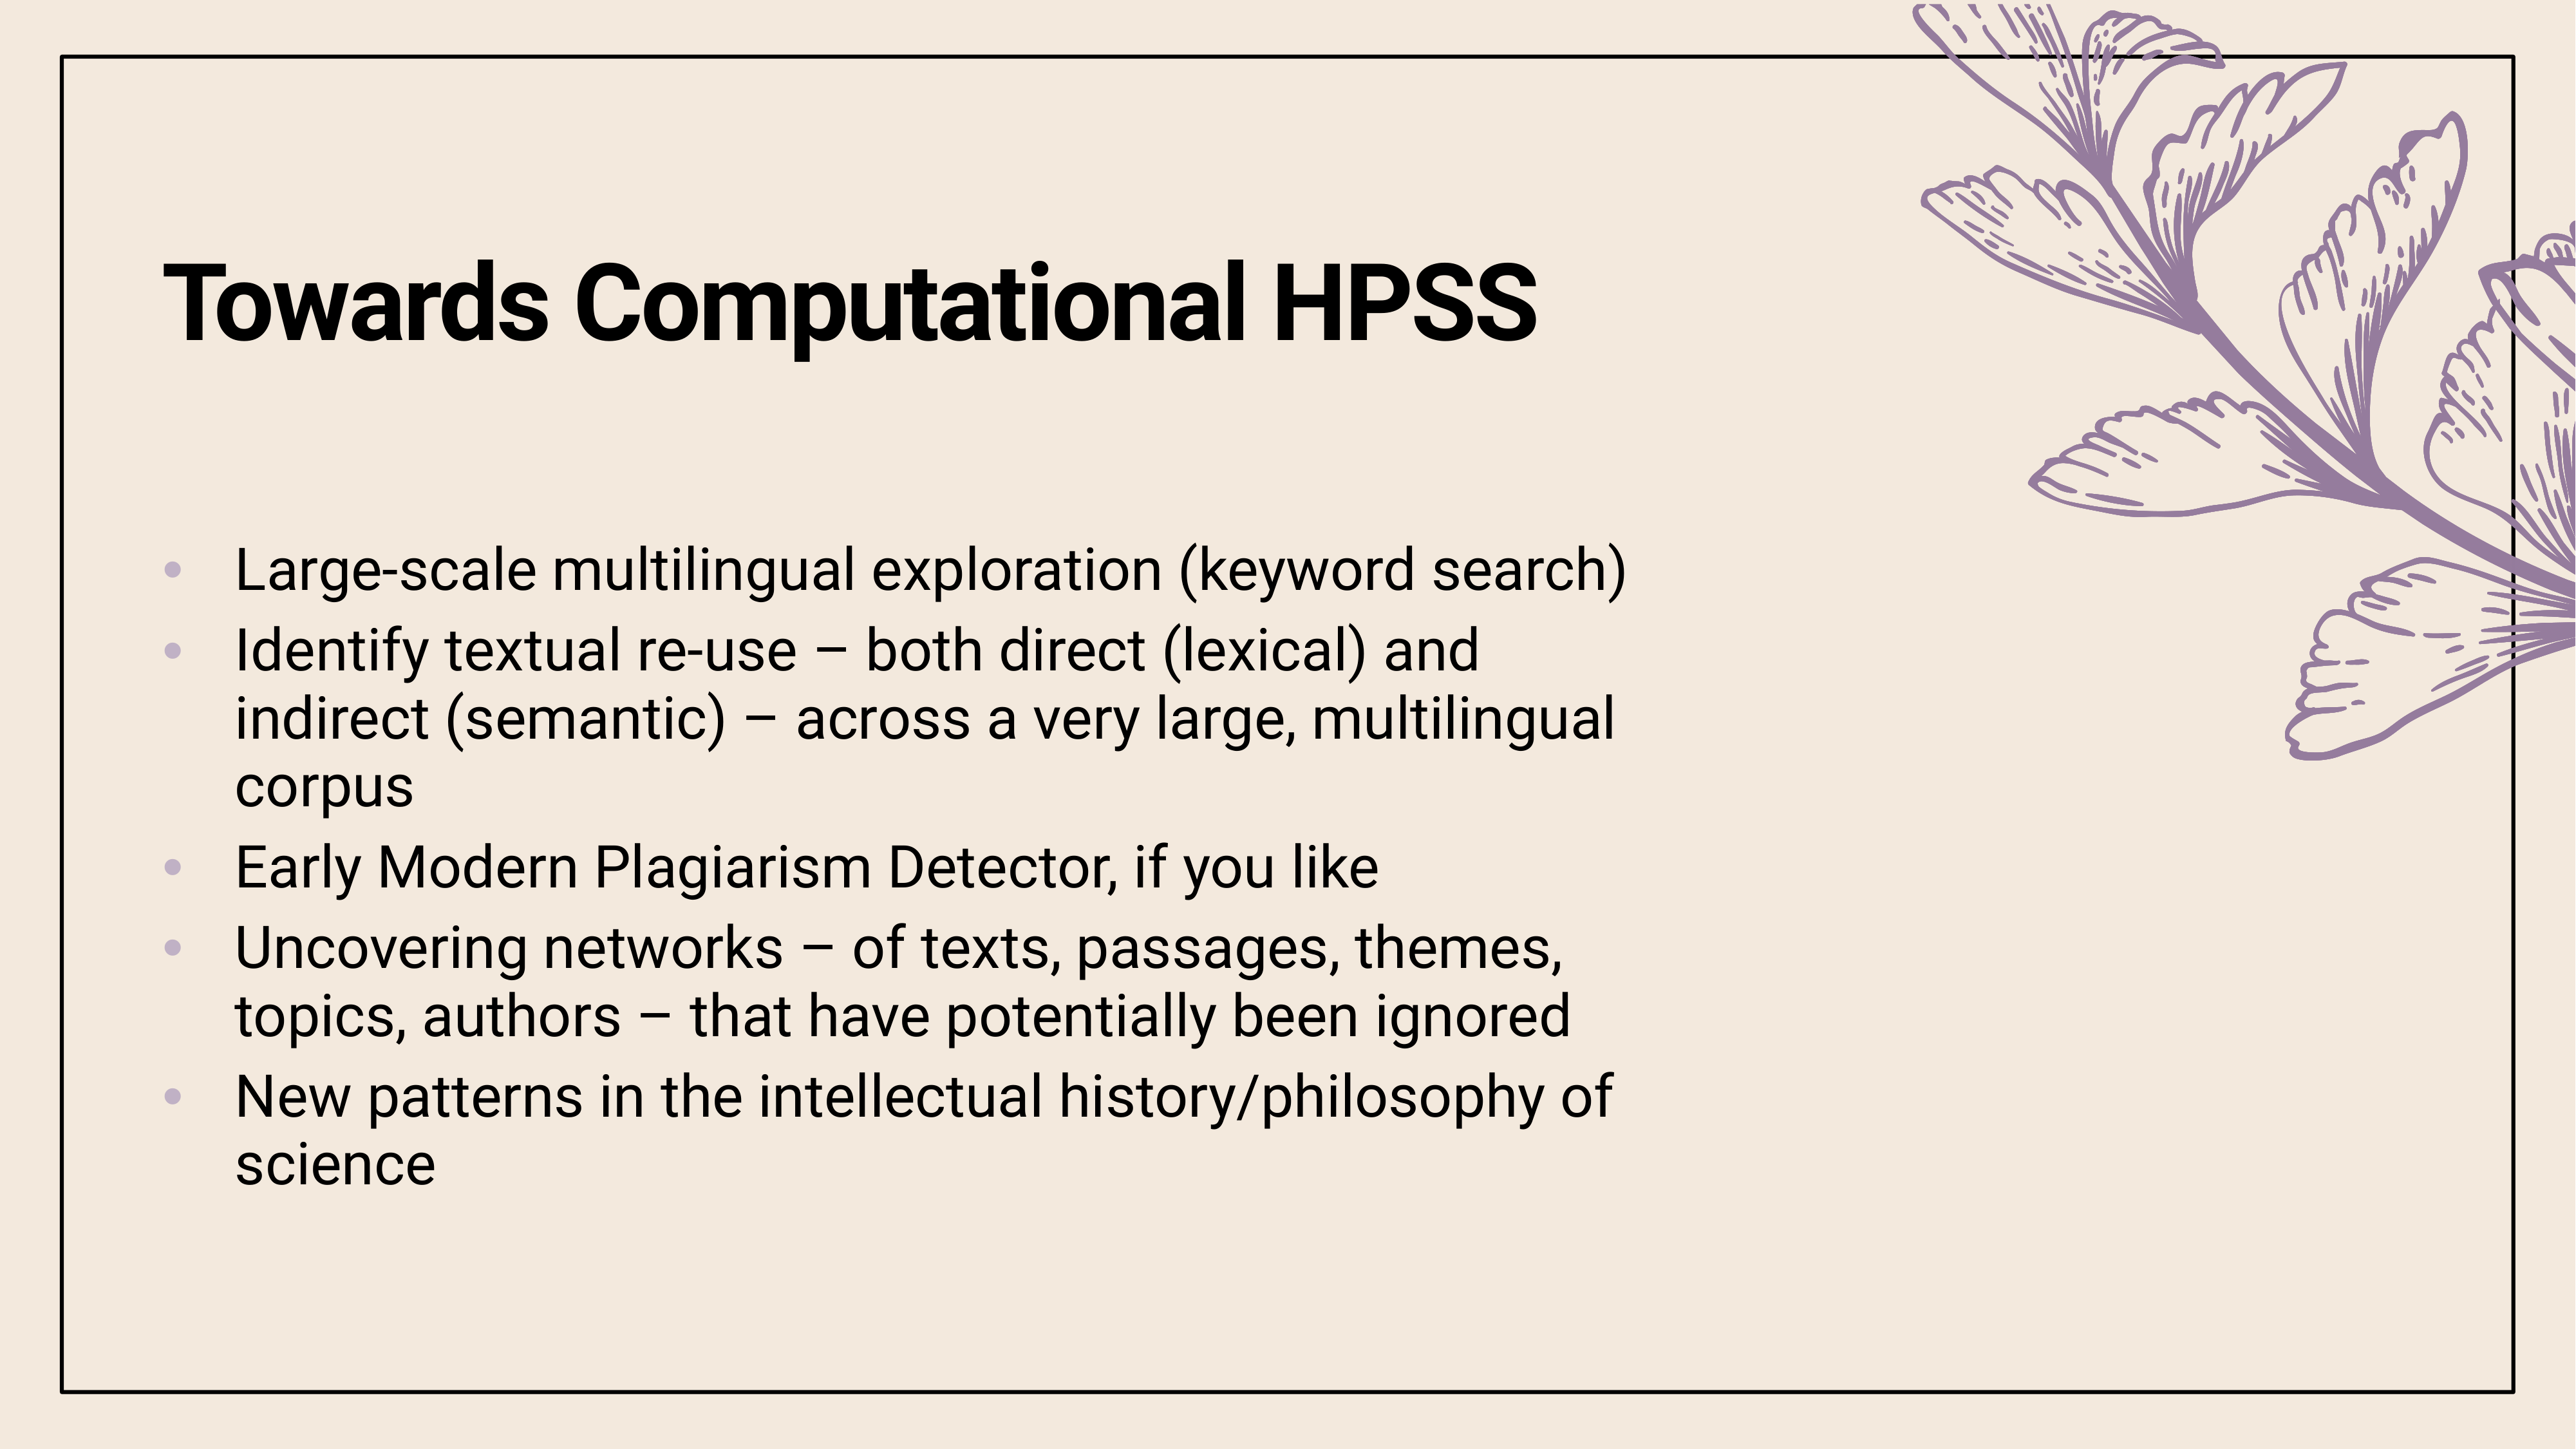 Towards Computational HPSS
• Large-scale multilingual exploration (keyword search)
• Identify textual re-use – both direct (lexical) and
indirect (semantic) – across a very large, multilingual
corpus
• Early Modern Plagiarism Detector, if you like
• Uncovering networks – of texts, passages, themes,
topics, authors – that have potentially been ignored
• New patterns in the intellectual history/philosophy of
science